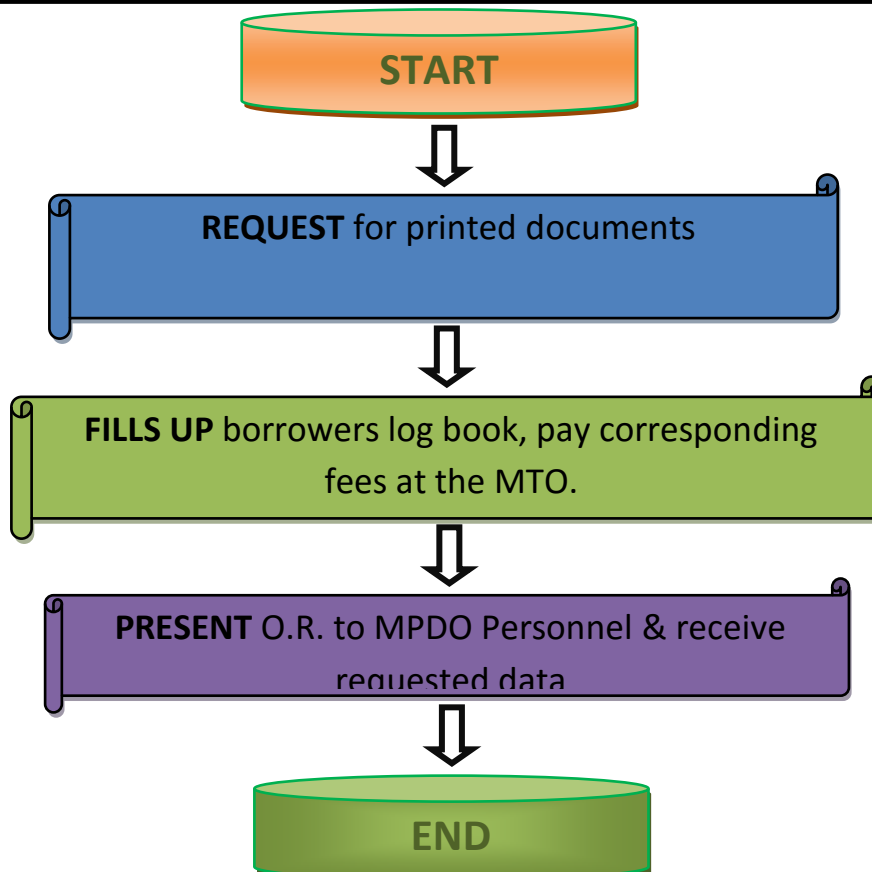 START
REQUEST for printed documents
FILLS UP borrowers log book, pay corresponding
fees at the MTO.
PRESENT O.R. to MPDO Personnel & receive
requested data
END